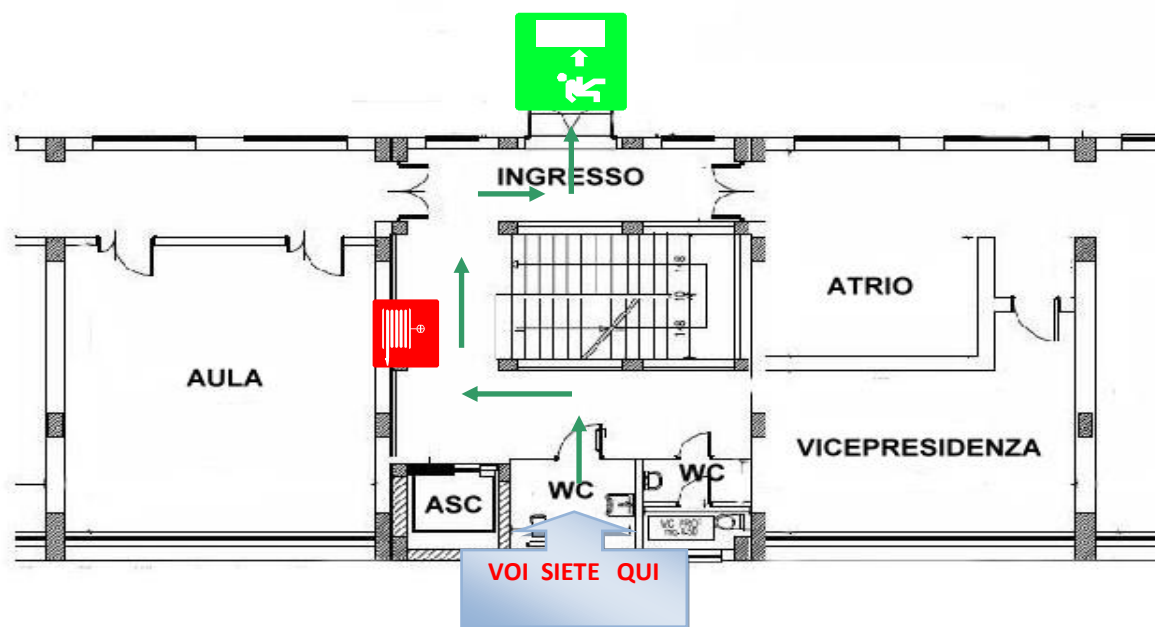 INGRESSO
ATRIO
AULA
VICEPRESIDENZA
WC
WC
ASC
VOI SIETE QUI